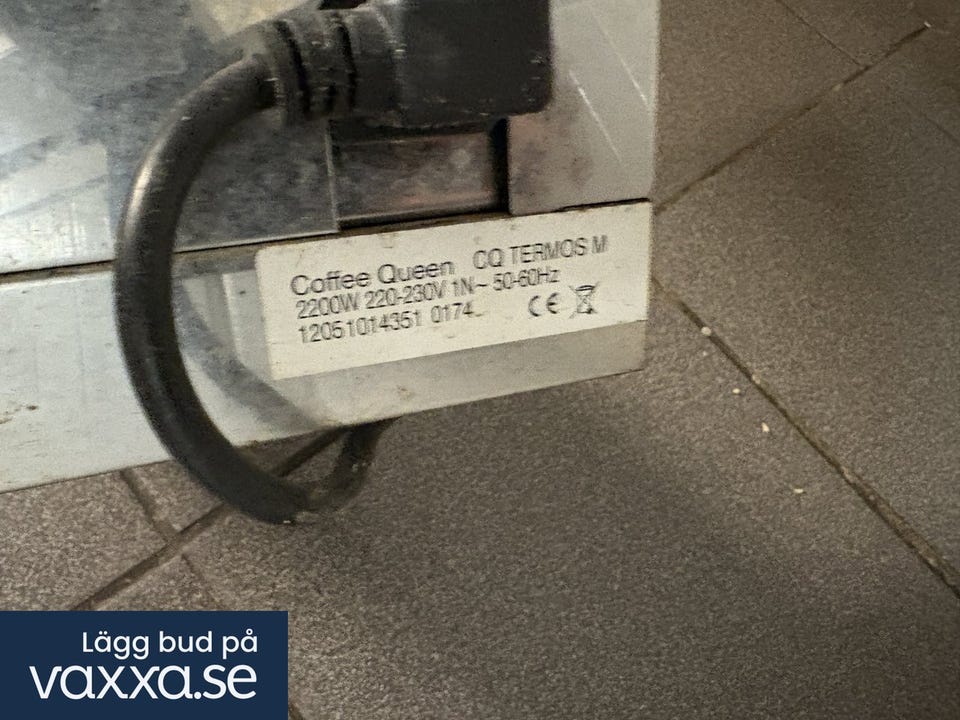 Coffee Queen CQ TERMOS M
2200W 220-230V 1N~ 50-60Hz
12051014351 0174
CE
Lägg bud på
vaxxa.se